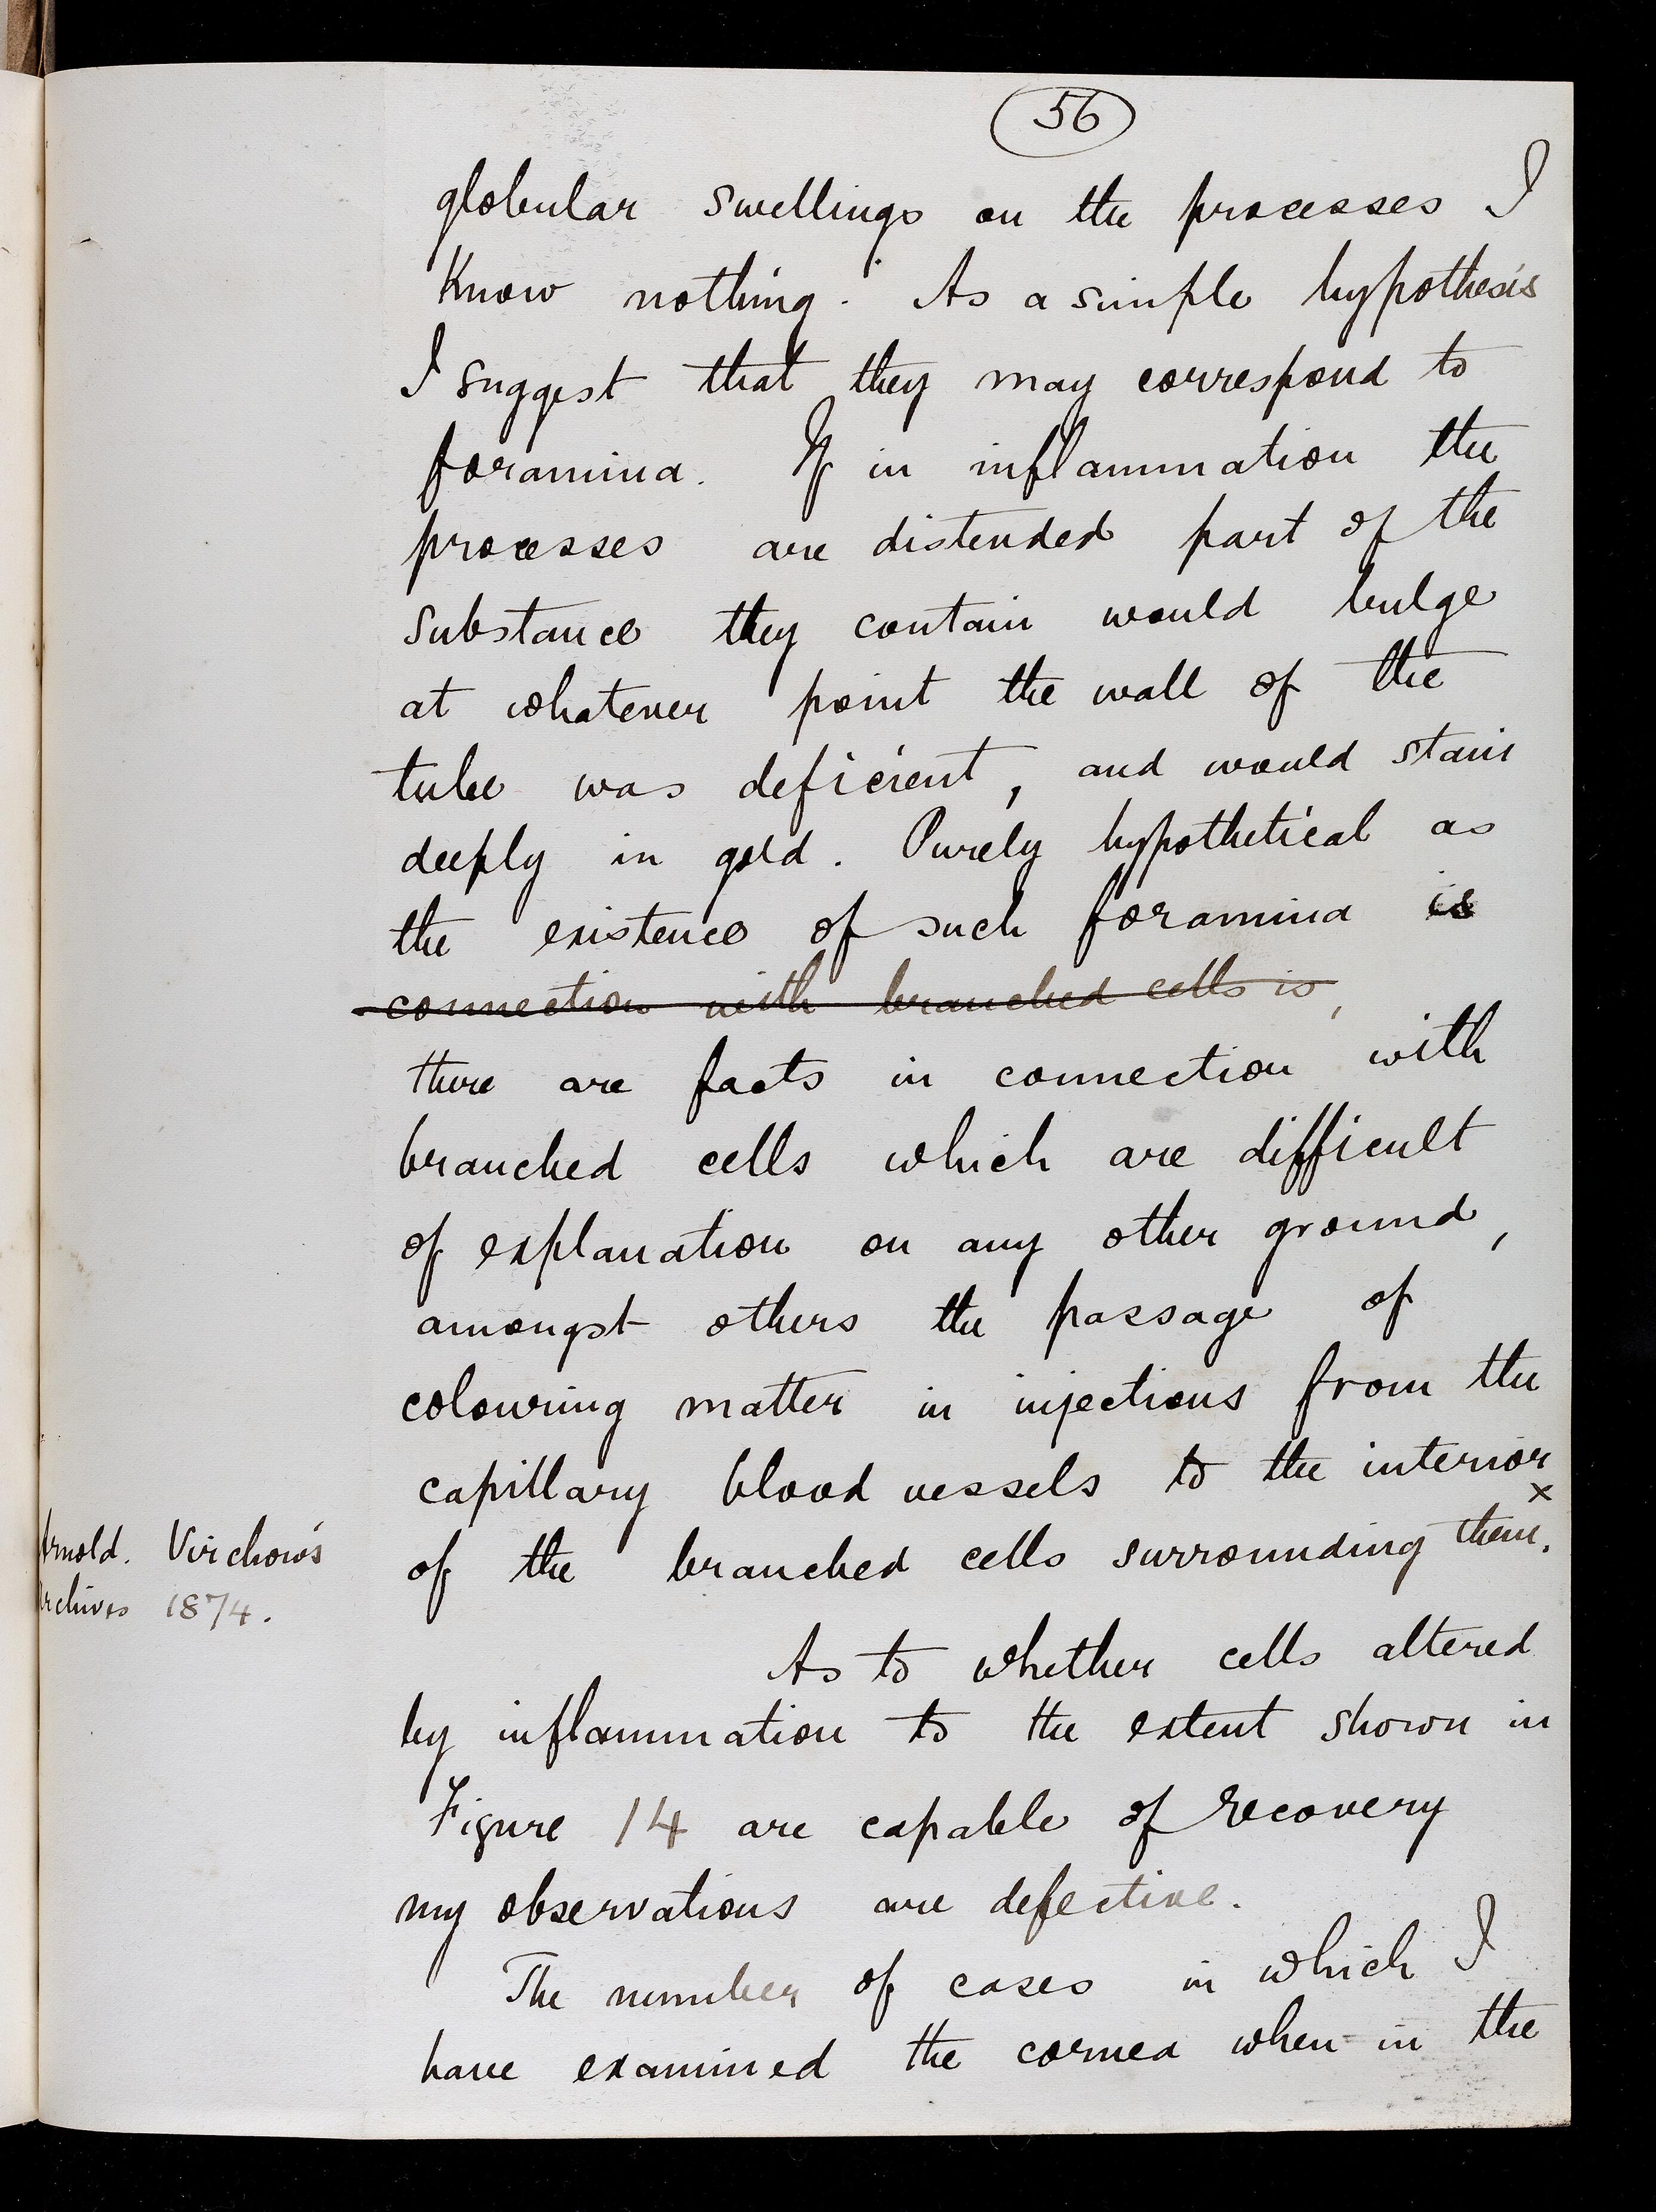 56
globular swellings on the processes I
know nothing. As a simple hypothesis
I suggest that they may correspond to
foramina. If in inflammation the
processes are distended part of the
substance they contain would bulge
at whatever point the wall of the
tube was deficient, and would stain
deeply in gold. Purely hypothetical as
the existence of such foramina is
connection with branched cells is,
there are facts in connection with
branched cells which are difficult
of explanation on any other ground,
amongst others the passage of
colouring matter in injections from the
capillary blood vessels to the interior
x
of the branched cells surrounding them.
Arnold. Virchow's
Archives 1874.
As to whether cells altered
by inflammation to the extent shown in
Figure 14 are capable of recovery
my observations are defective.
The number of cases in which I
have examined the cornea when in the